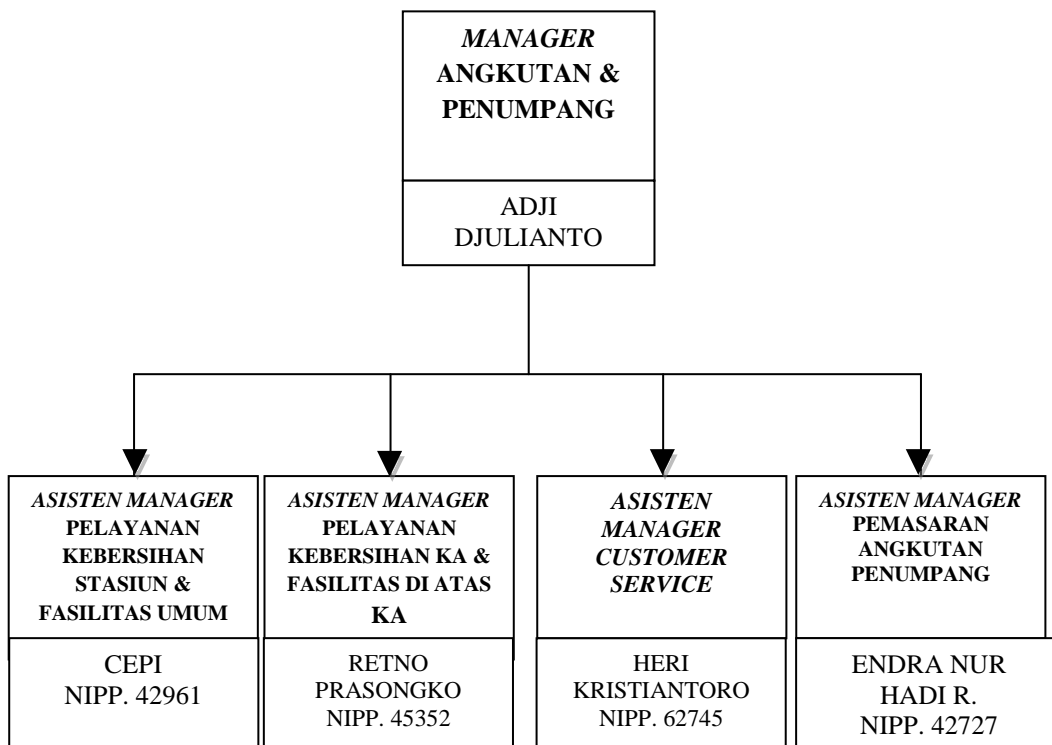 MANAGER
ANGKUTAN &
PENUMPANG
ADJI
DJULIANTO
ASISTEN MANAGER
PELAYANAN
KEBERSIHAN
STASIUN &
FASILITAS UMUM
CEPI
NIPP. 42961
ASISTEN MANAGER
PELAYANAN
KEBERSIHAN KA &
FASILITAS DI ATAS
KA
RETNO
PRASONGKO
NIPP. 45352
ASISTEN
MANAGER
CUSTOMER
SERVICE
HERI
KRISTIANTORO
NIPP. 62745
ASISTEN MANAGER
PEMASARAN
ANGKUTAN
PENUMPANG
ENDRA NUR
HADI R.
NIPP. 42727